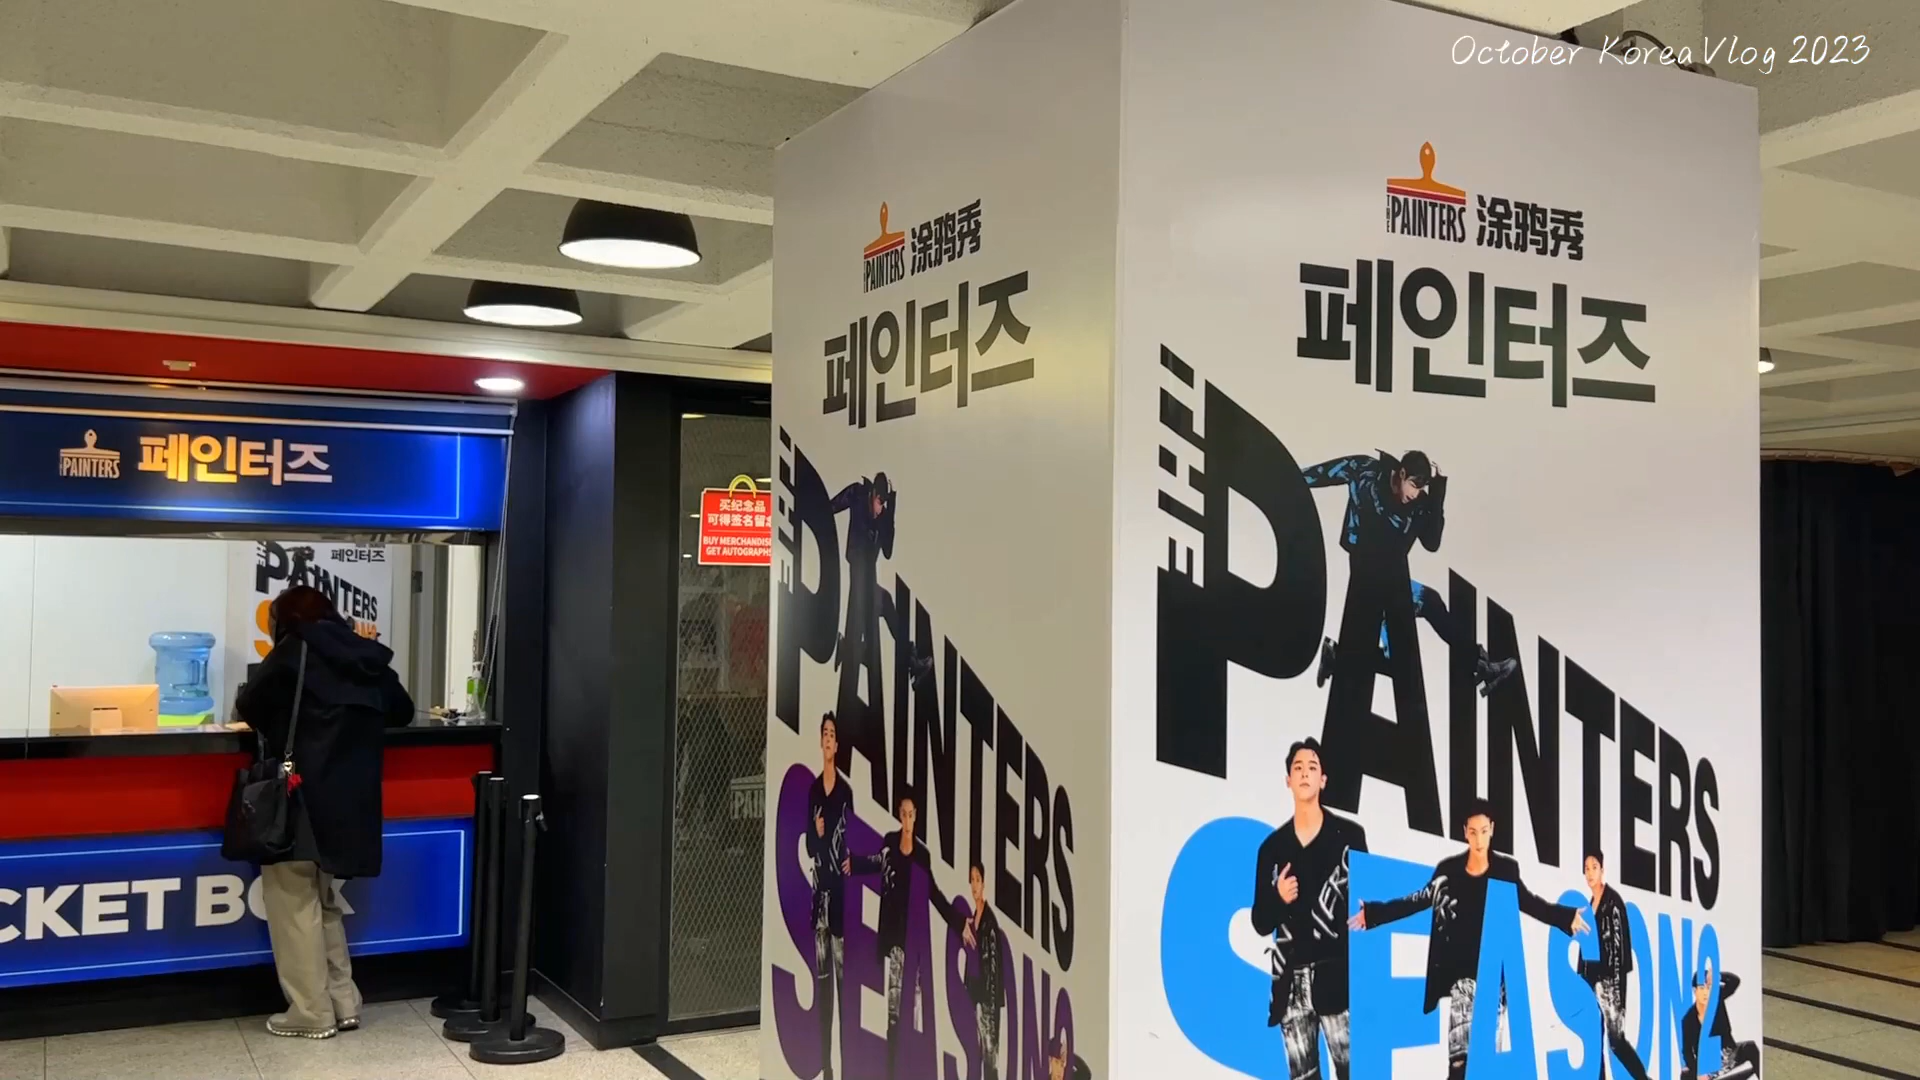 October Korea Vlog 2023
THE PAINTERS 涂鸦秀
페인터즈
THE
PAINTERS
SEASON2
PAINTERS 涂鸦秀
페인터즈
THE
PAINTERS
SEASON2
PAINTERS 페인터즈
买纪念品
可得签名留念
BUY MERCHANDISE
GET AUTOGRAPHS
페인터즈
PAINTERS
CKET BOX